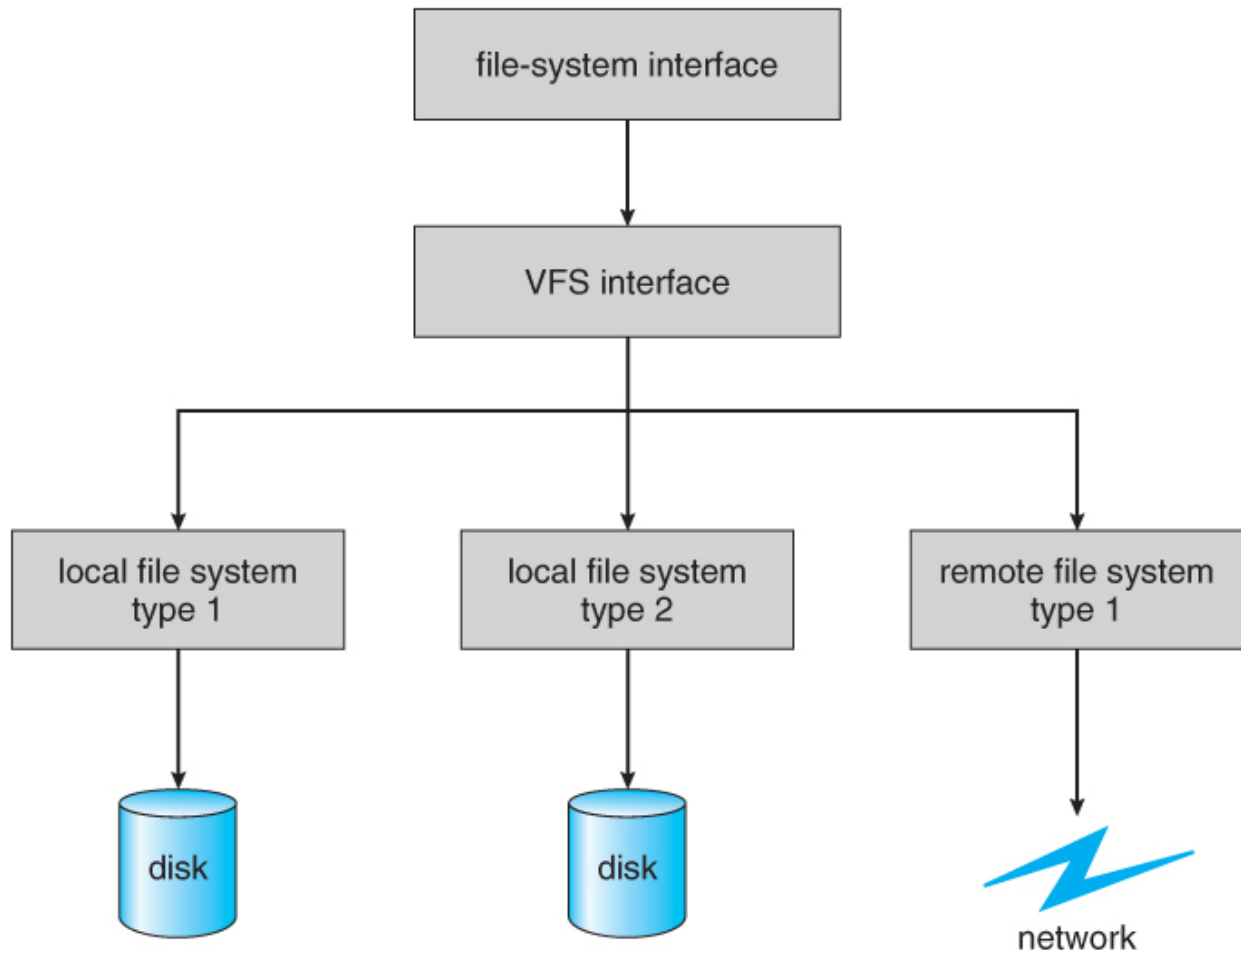 file-system interface
VFS interface
local file system
type 1
local file system
type 2
remote file system
type 1
disk
disk
network